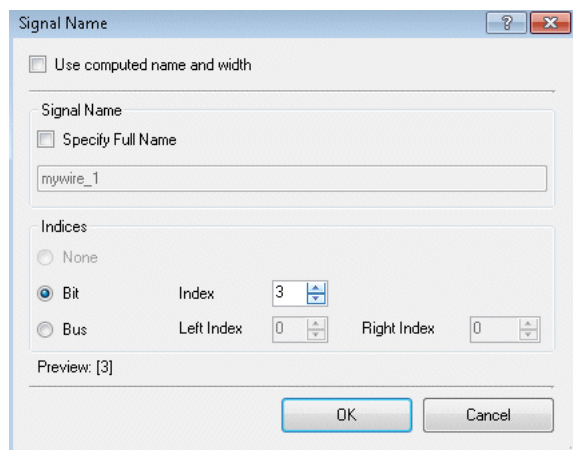 Signal Name
Use computed name and width
Signal Name
Specify Full Name
mywire_1
Indices
None
Bit Index 3
Bus Left Index 0 Right Index 0
Preview: [3]
OK Cancel